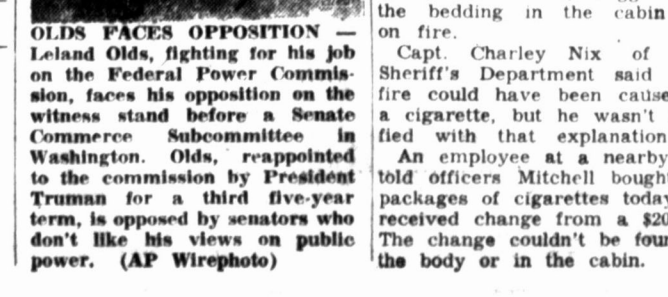 OLDS FACES OPPOSITION —
Leland Olds, fighting for his job
on the Federal Power Commis-
sion, faces his opposition on the
witness stand before a Senate
Commerce Subcommittee in
Washington. Olds, reappointed
to the commission by President
Truman for a third five-year
term, is opposed by senators who
don't like his views on public
power. (AP Wirephoto)
the bedding in the cabin
on fire.
Capt. Charley Nix of
Sheriff's Department said
fire could have been cause
a cigarette, but he wasn't
fied with that explanation
An employee at a nearby
told officers Mitchell bough
packages of cigarettes today
received change from a $20
The change couldn't be foun
the body or in the cabin.